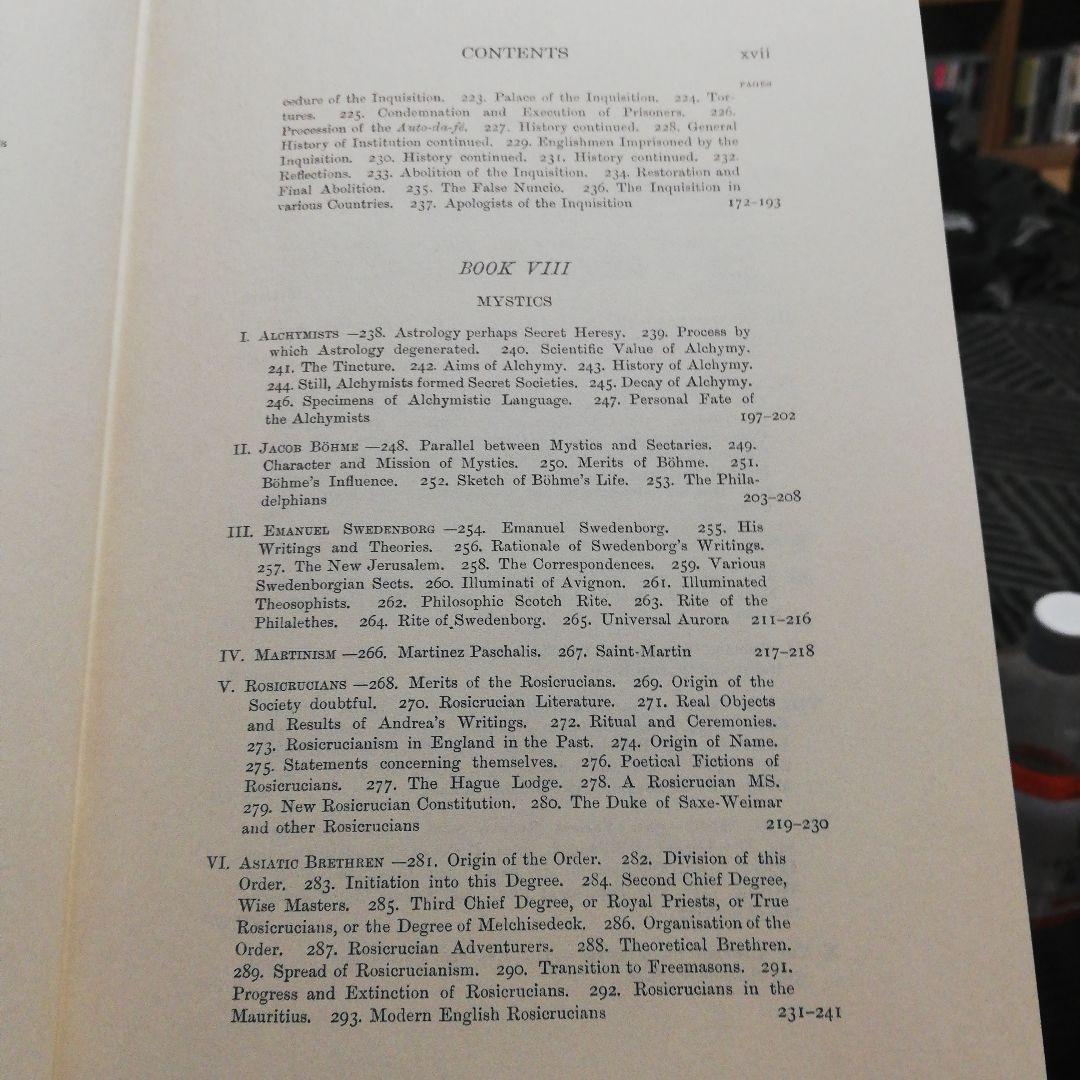 CONTENTS xvii
PAGES
cedure of the Inquisition. 223. Palace of the Inquisition. 224. Tor-
tures. 225. Condemnation and Execution of Prisoners. 226.
Procession of the Auto-da-fé. 227. History continued. 228. General
History of Institution continued. 229. Englishmen Imprisoned by the
Inquisition. 230. History continued. 231. History continued. 232.
Reflections. 233. Abolition of the Inquisition. 234. Restoration and
Final Abolition. 235. The False Nuncio. 236. The Inquisition in
various Countries. 237. Apologists of the Inquisition 172–193
BOOK VIII
MYSTICS
I. ALCHYMISTS —238. Astrology perhaps Secret Heresy. 239. Process by
which Astrology degenerated. 240. Scientific Value of Alchymy.
241. The Tincture. 242. Aims of Alchymy. 243. History of Alchymy.
244. Still, Alchymists formed Secret Societies. 245. Decay of Alchymy.
246. Specimens of Alchymistic Language. 247. Personal Fate of
the Alchymists 197–202
II. JACOB BÖHME —248. Parallel between Mystics and Sectaries. 249.
Character and Mission of Mystics. 250. Merits of Böhme. 251.
Böhme's Influence. 252. Sketch of Böhme's Life. 253. The Phila-
delphians 203–208
III. EMANUEL SWEDENBORG —254. Emanuel Swedenborg. 255. His
Writings and Theories. 256. Rationale of Swedenborg's Writings.
257. The New Jerusalem. 258. The Correspondences. 259. Various
Swedenborgian Sects. 260. Illuminati of Avignon. 261. Illuminated
Theosophists. 262. Philosophic Scotch Rite. 263. Rite of the
Philalethes. 264. Rite of Swedenborg. 265. Universal Aurora 211–216
IV. MARTINISM —266. Martinez Paschalis. 267. Saint-Martin 217–218
V. ROSICRUCIANS —268. Merits of the Rosicrucians. 269. Origin of the
Society doubtful. 270. Rosicrucian Literature. 271. Real Objects
and Results of Andrea's Writings. 272. Ritual and Ceremonies.
273. Rosicrucianism in England in the Past. 274. Origin of Name.
275. Statements concerning themselves. 276. Poetical Fictions of
Rosicrucians. 277. The Hague Lodge. 278. A Rosicrucian MS.
279. New Rosicrucian Constitution. 280. The Duke of Saxe-Weimar
and other Rosicrucians 219–230
VI. ASIATIC BRETHREN —281. Origin of the Order. 282. Division of this
Order. 283. Initiation into this Degree. 284. Second Chief Degree,
Wise Masters. 285. Third Chief Degree, or Royal Priests, or True
Rosicrucians, or the Degree of Melchisedeck. 286. Organisation of the
Order. 287. Rosicrucian Adventurers. 288. Theoretical Brethren.
289. Spread of Rosicrucianism. 290. Transition to Freemasons. 291.
Progress and Extinction of Rosicrucians. 292. Rosicrucians in the
Mauritius. 293. Modern English Rosicrucians 231–241